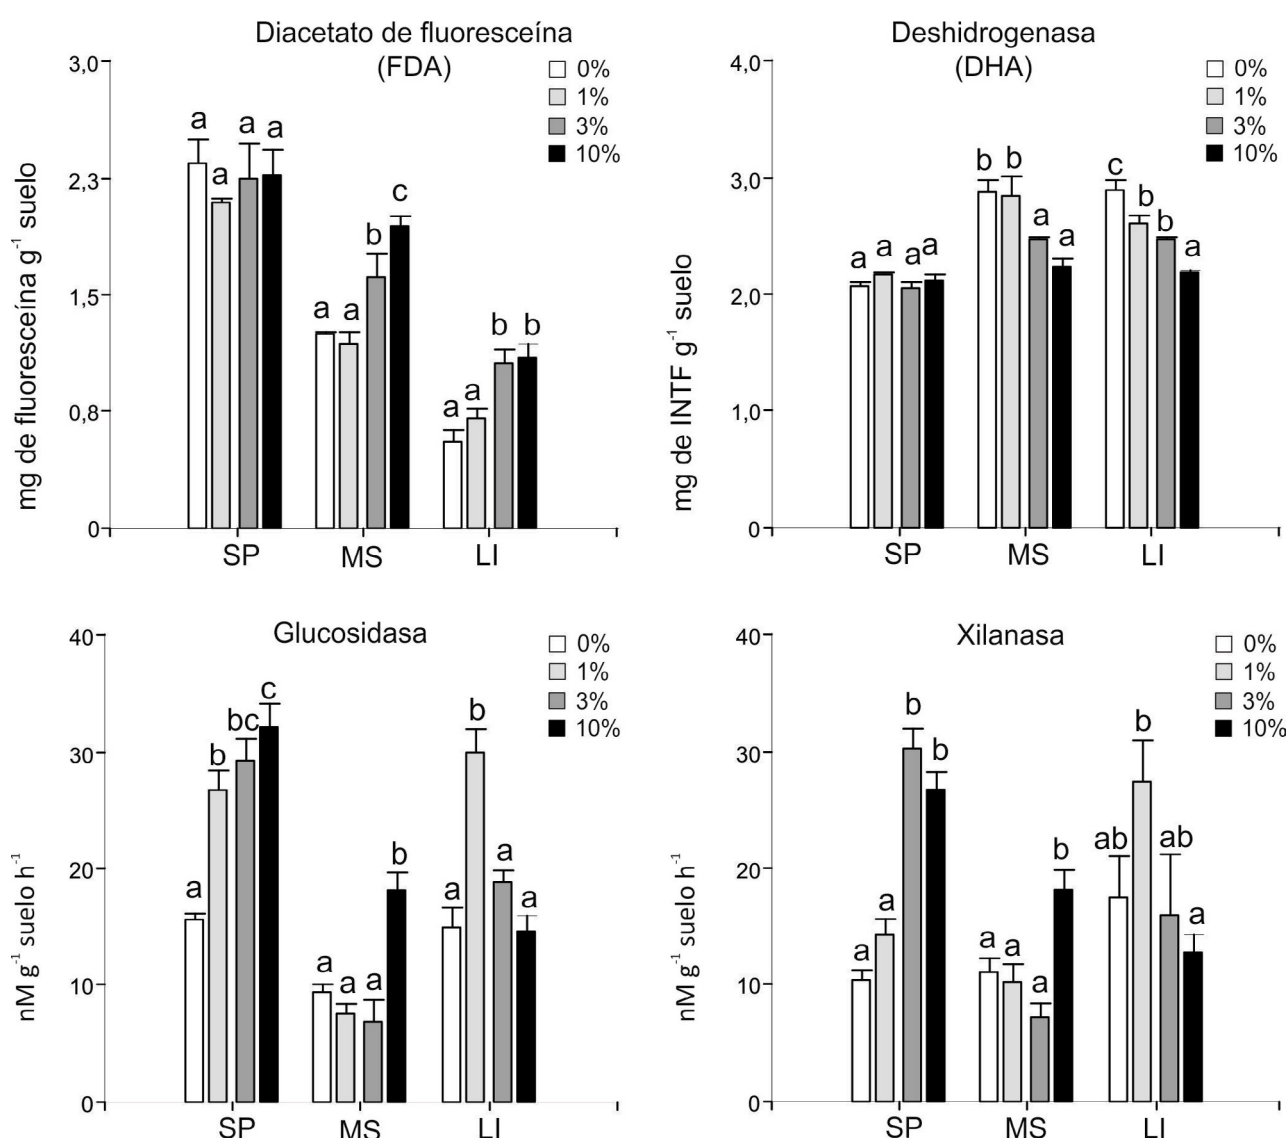 Diacetato de fluoresceína
(FDA)
0%
1%
3%
10%
mg de fluoresceína g⁻¹ suelo
3,0
2,3
1,5
0,8
0
a
a
a
a
a
a
b
c
a
a
b
b
SP
MS
LI
Deshidrogenasa
(DHA)
0%
1%
3%
10%
mg de INTF g⁻¹ suelo
4,0
3,0
2,0
1,0
0
a
a
a
a
b
b
a
a
c
b
b
a
SP
MS
LI
Glucosidasa
0%
1%
3%
10%
nM g⁻¹ suelo h⁻¹
40
30
20
10
0
a
b
bc
c
a
a
a
b
a
b
a
a
SP
MS
LI
Xilanasa
0%
1%
3%
10%
nM g⁻¹ suelo h⁻¹
40
30
20
10
0
a
a
b
b
a
a
a
b
ab
b
ab
a
SP
MS
LI